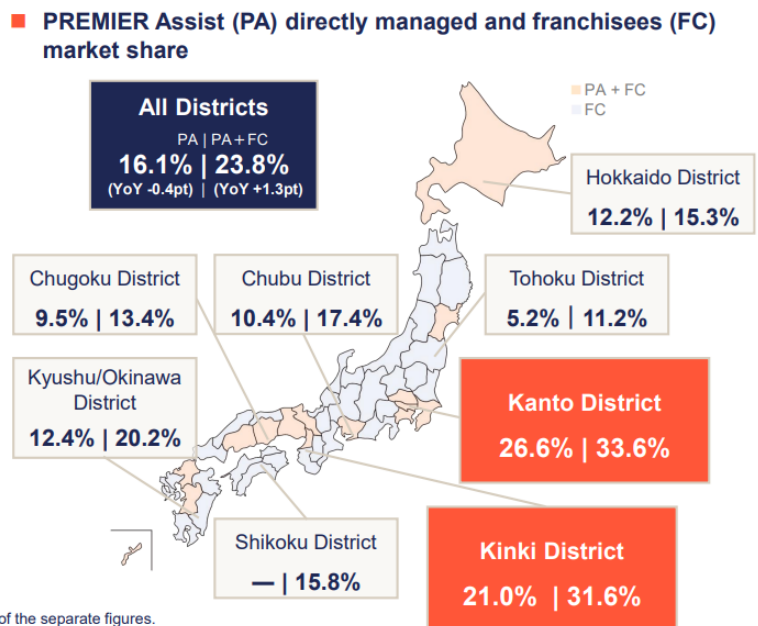 PREMIER Assist (PA) directly managed and franchisees (FC)
market share
All Districts
PA | PA+FC
16.1% | 23.8%
(YoY -0.4pt) | (YoY +1.3pt)
PA + FC
FC
Hokkaido District
12.2% | 15.3%
Chugoku District
9.5% | 13.4%
Chubu District
10.4% | 17.4%
Tohoku District
5.2% | 11.2%
Kyushu/Okinawa
District
12.4% | 20.2%
Kanto District
26.6% | 33.6%
Shikoku District
— | 15.8%
Kinki District
21.0% | 31.6%
of the separate figures.